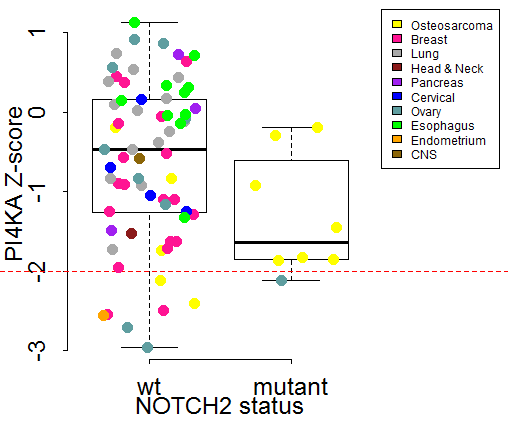 PI4KA Z-score
1
0
-1
-2
-3
wt
mutant
NOTCH2 status
Osteosarcoma
Breast
Lung
Head & Neck
Pancreas
Cervical
Ovary
Esophagus
Endometrium
CNS